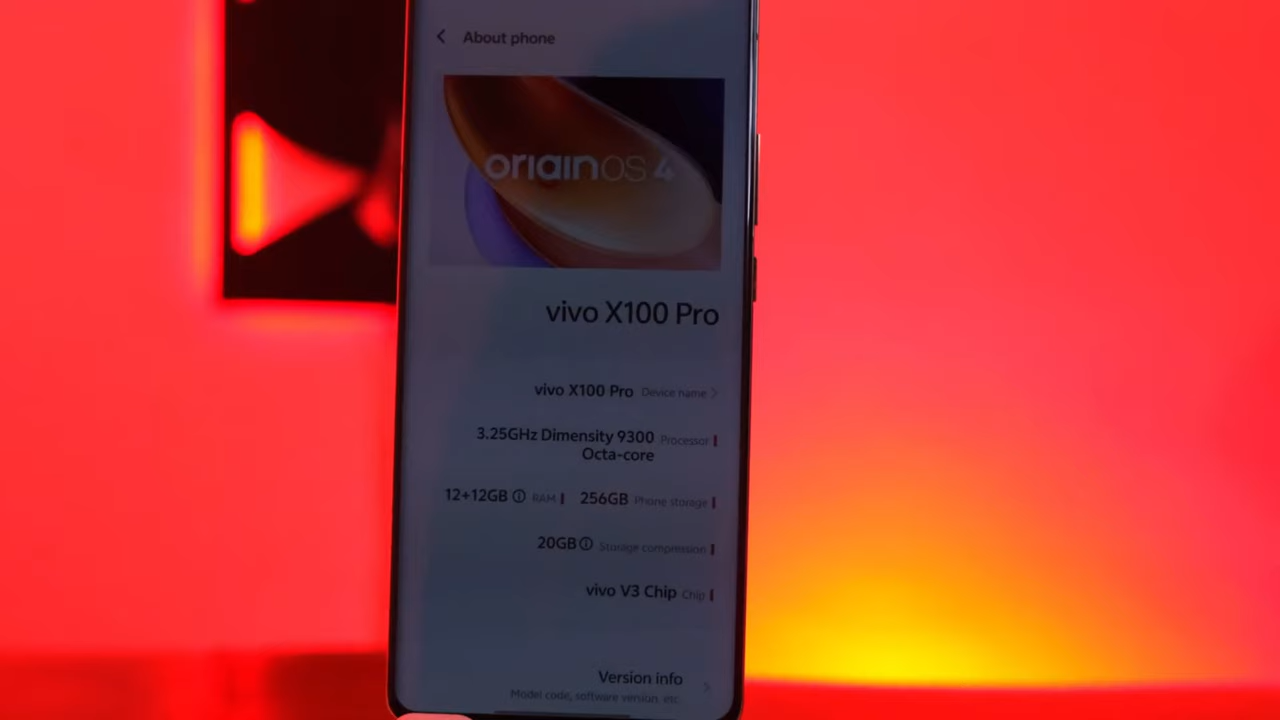 About phone
OriginOS 4
vivo X100 Pro
vivo X100 Pro Device name
3.25GHz Dimensity 9300 Processor
Octa-core
12+12GB RAM 256GB Phone storage
20GB Storage compression
vivo V3 Chip Chip
Version info
Model code, software version, etc.